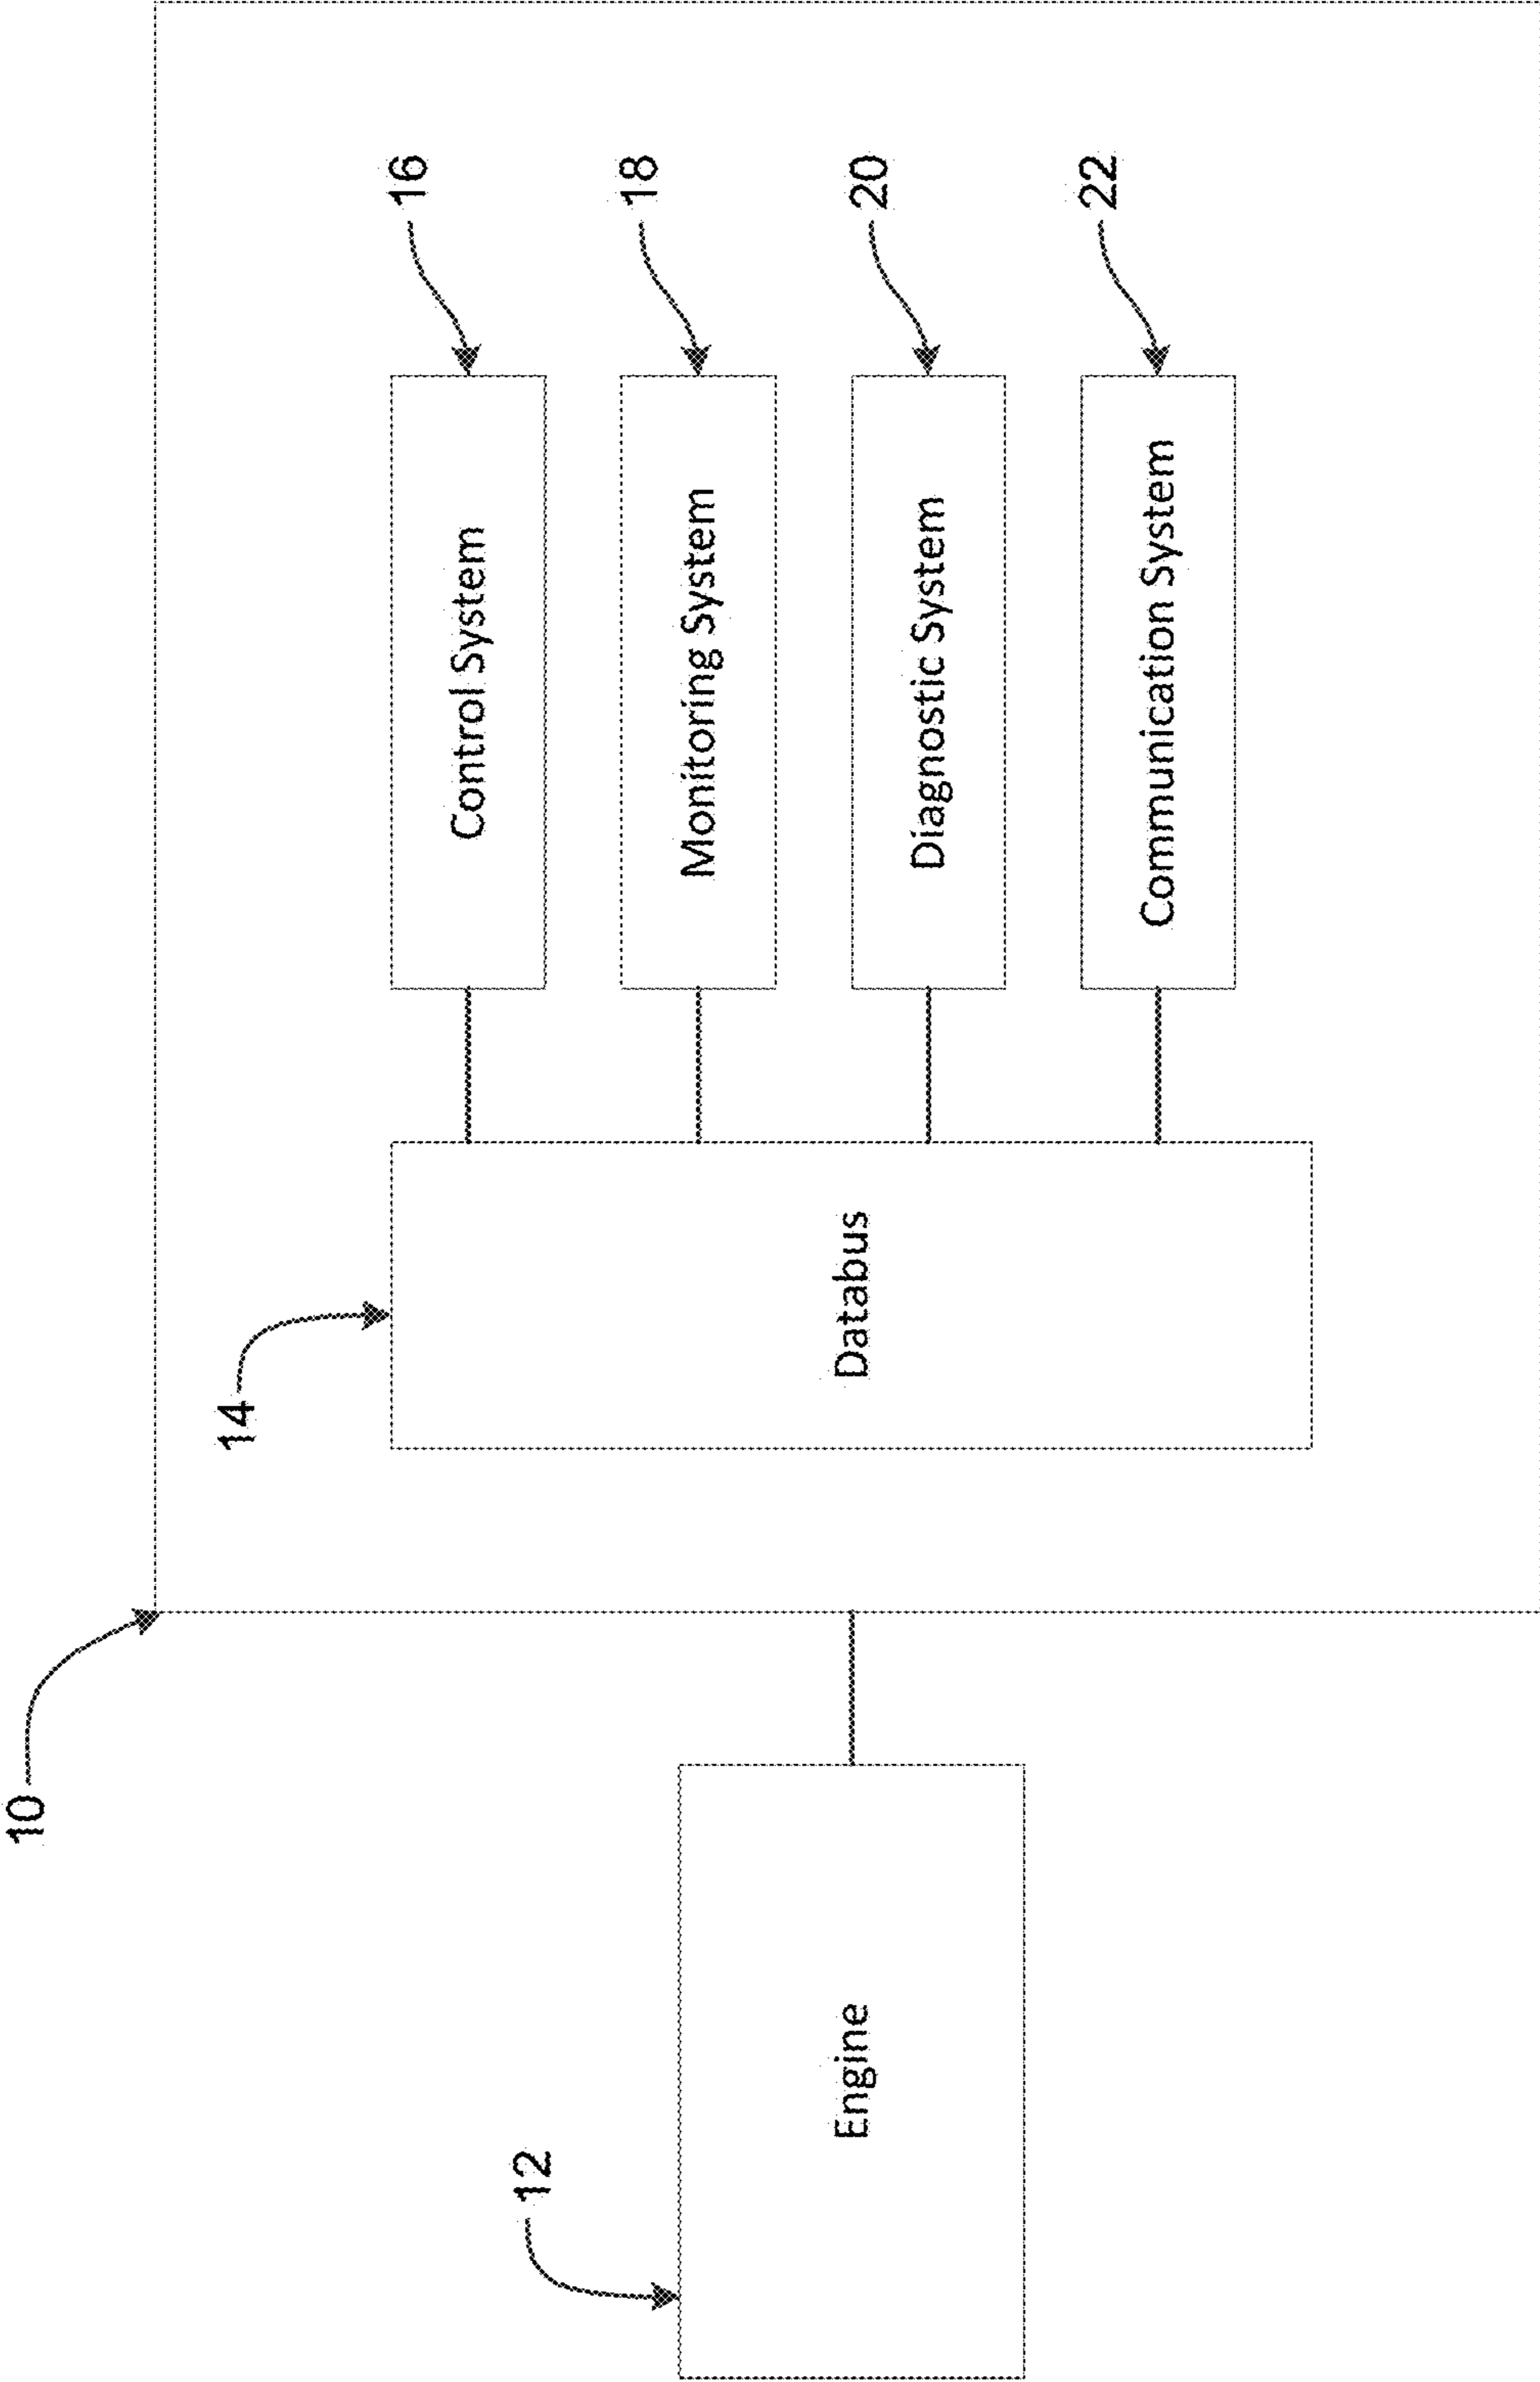 10
14
16
Control System
18
Monitoring System
12
Engine
Databus
20
Diagnostic System
22
Communication System